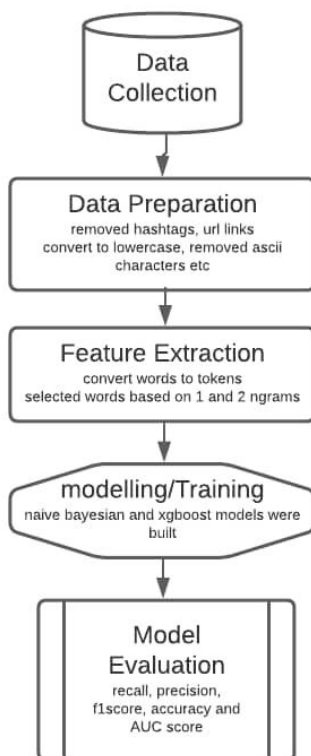 Data
Collection
Data Preparation
removed hashtags, url links
convert to lowercase, removed ascii
characters etc
Feature Extraction
convert words to tokens
selected words based on 1 and 2 ngrams
modelling/Training
naive bayesian and xgboost models were
built
Model
Evaluation
recall, precision,
f1score, accuracy and
AUC score